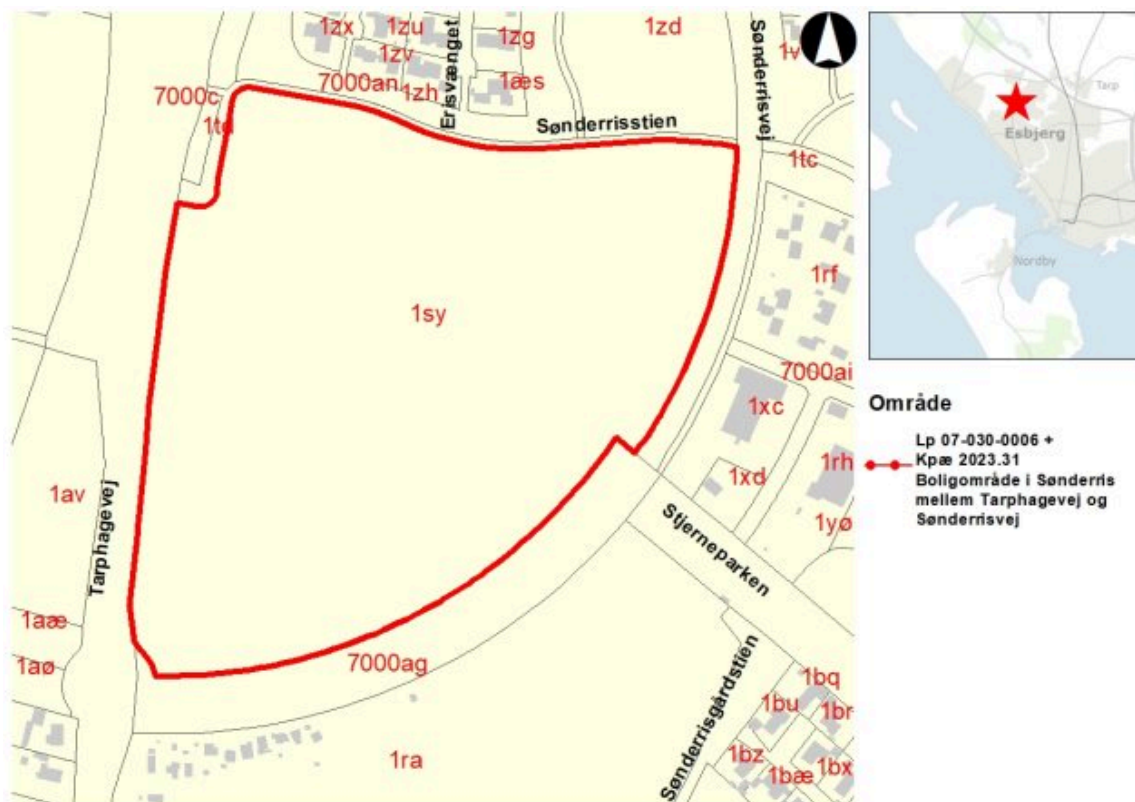 1zx
1zu
1zg
1zd
1zv
7000an
1zh
1æs
Erisvænget
Sønderrisvej
1v
7000c
1td
Sønderrisstien
1tc
1sy
1rf
7000ai
1xc
1av
Tarphagevej
1xd
1rh
1yø
Stjerneparken
1aæ
1aø
7000ag
Sønderrisgårdstien
1bq
1bu
1br
1ra
1bz
1bæ
1bx
Tarp
Esbjerg
Nordby
Område
Lp 07-030-0006 +
Kpæ 2023.31
Boligområde i Sønderris
mellem Tarphagevej og
Sønderrisvej